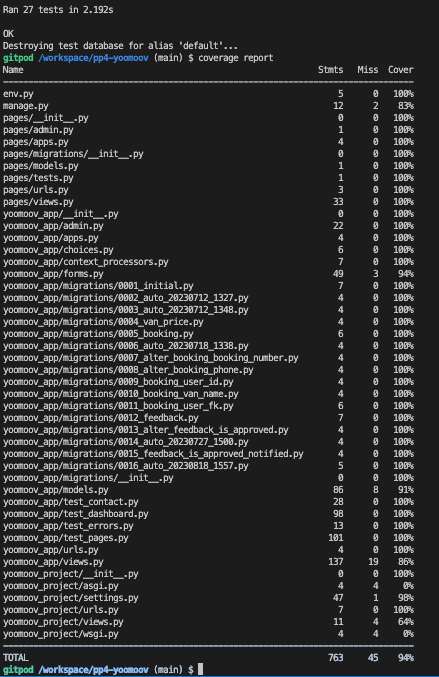 Ran 27 tests in 2.192s
OK
Destroying test database for alias 'default'...
gitpod /workspace/pp4-yoomoov (main) $ coverage report
Name Stmts Miss Cover
env.py 5 0 100%
manage.py 12 2 83%
pages/__init__.py 0 0 100%
pages/admin.py 1 0 100%
pages/apps.py 4 0 100%
pages/migrations/__init__.py 0 0 100%
pages/models.py 1 0 100%
pages/tests.py 1 0 100%
pages/urls.py 3 0 100%
pages/views.py 33 0 100%
yoomoov_app/__init__.py 0 0 100%
yoomoov_app/admin.py 22 0 100%
yoomoov_app/apps.py 4 0 100%
yoomoov_app/choices.py 6 0 100%
yoomoov_app/context_processors.py 7 0 100%
yoomoov_app/forms.py 49 3 94%
yoomoov_app/migrations/0001_initial.py 7 0 100%
yoomoov_app/migrations/0002_auto_20230712_1327.py 4 0 100%
yoomoov_app/migrations/0003_auto_20230712_1348.py 4 0 100%
yoomoov_app/migrations/0004_van_price.py 4 0 100%
yoomoov_app/migrations/0005_booking.py 6 0 100%
yoomoov_app/migrations/0006_auto_20230718_1338.py 4 0 100%
yoomoov_app/migrations/0007_alter_booking_booking_number.py 4 0 100%
yoomoov_app/migrations/0008_alter_booking_phone.py 4 0 100%
yoomoov_app/migrations/0009_booking_user_id.py 4 0 100%
yoomoov_app/migrations/0010_booking_van_name.py 4 0 100%
yoomoov_app/migrations/0011_booking_user_fk.py 6 0 100%
yoomoov_app/migrations/0012_feedback.py 7 0 100%
yoomoov_app/migrations/0013_alter_feedback_is_approved.py 4 0 100%
yoomoov_app/migrations/0014_auto_20230727_1500.py 4 0 100%
yoomoov_app/migrations/0015_feedback_is_approved_notified.py 4 0 100%
yoomoov_app/migrations/0016_auto_20230818_1557.py 5 0 100%
yoomoov_app/migrations/__init__.py 0 0 100%
yoomoov_app/models.py 86 8 91%
yoomoov_app/test_contact.py 28 0 100%
yoomoov_app/test_dashboard.py 98 0 100%
yoomoov_app/test_errors.py 13 0 100%
yoomoov_app/test_pages.py 101 0 100%
yoomoov_app/urls.py 4 0 100%
yoomoov_app/views.py 137 19 86%
yoomoov_project/__init__.py 0 0 100%
yoomoov_project/asgi.py 4 4 0%
yoomoov_project/settings.py 47 1 98%
yoomoov_project/urls.py 7 0 100%
yoomoov_project/views.py 11 4 64%
yoomoov_project/wsgi.py 4 4 0%
TOTAL 763 45 94%
gitpod /workspace/pp4-yoomoov (main) $